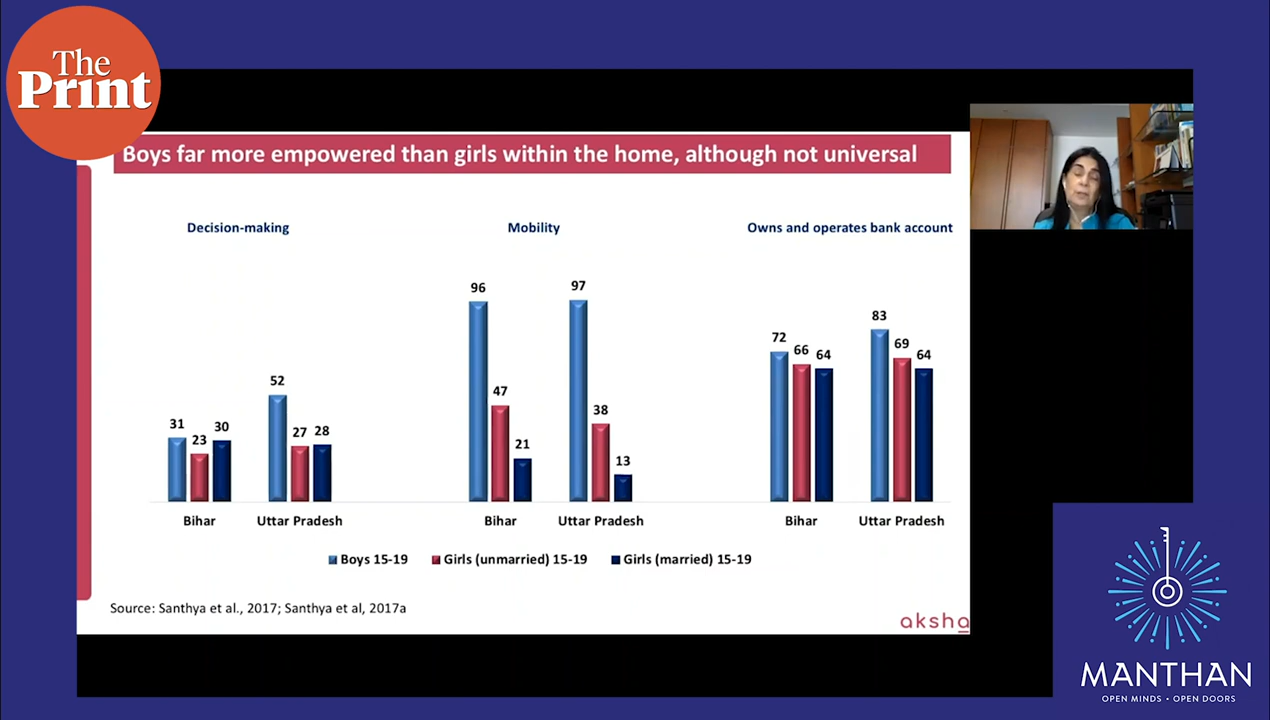 The
Print
Boys far more empowered than girls within the home, although not universal
Decision-making
Mobility
Owns and operates bank account
31
23
30
52
27
28
96
47
21
97
38
13
72
66
64
83
69
64
Bihar
Uttar Pradesh
Bihar
Uttar Pradesh
Bihar
Uttar Pradesh
Boys 15-19
Girls (unmarried) 15-19
Girls (married) 15-19
Source: Santhya et al., 2017; Santhya et al, 2017a
aksha
MANTHAN
OPEN MINDS • OPEN DOORS